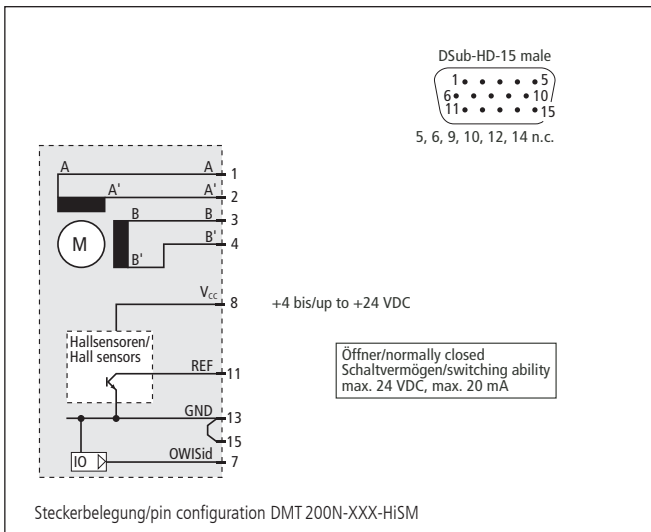 DSub-HD-15 male
1 5
6 10
11 15
5, 6, 9, 10, 12, 14 n.c.
A A 1
A' A' 2
B B 3
M
B' B' 4
V_CC 8 +4 bis/up to +24 VDC
Hallsensoren/
Hall sensors
REF 11
Öffner/normally closed
Schaltvermögen/switching ability
max. 24 VDC, max. 20 mA
GND 13
15
IO OWISid 7
Steckerbelegung/pin configuration DMT 200N-XXX-HiSM